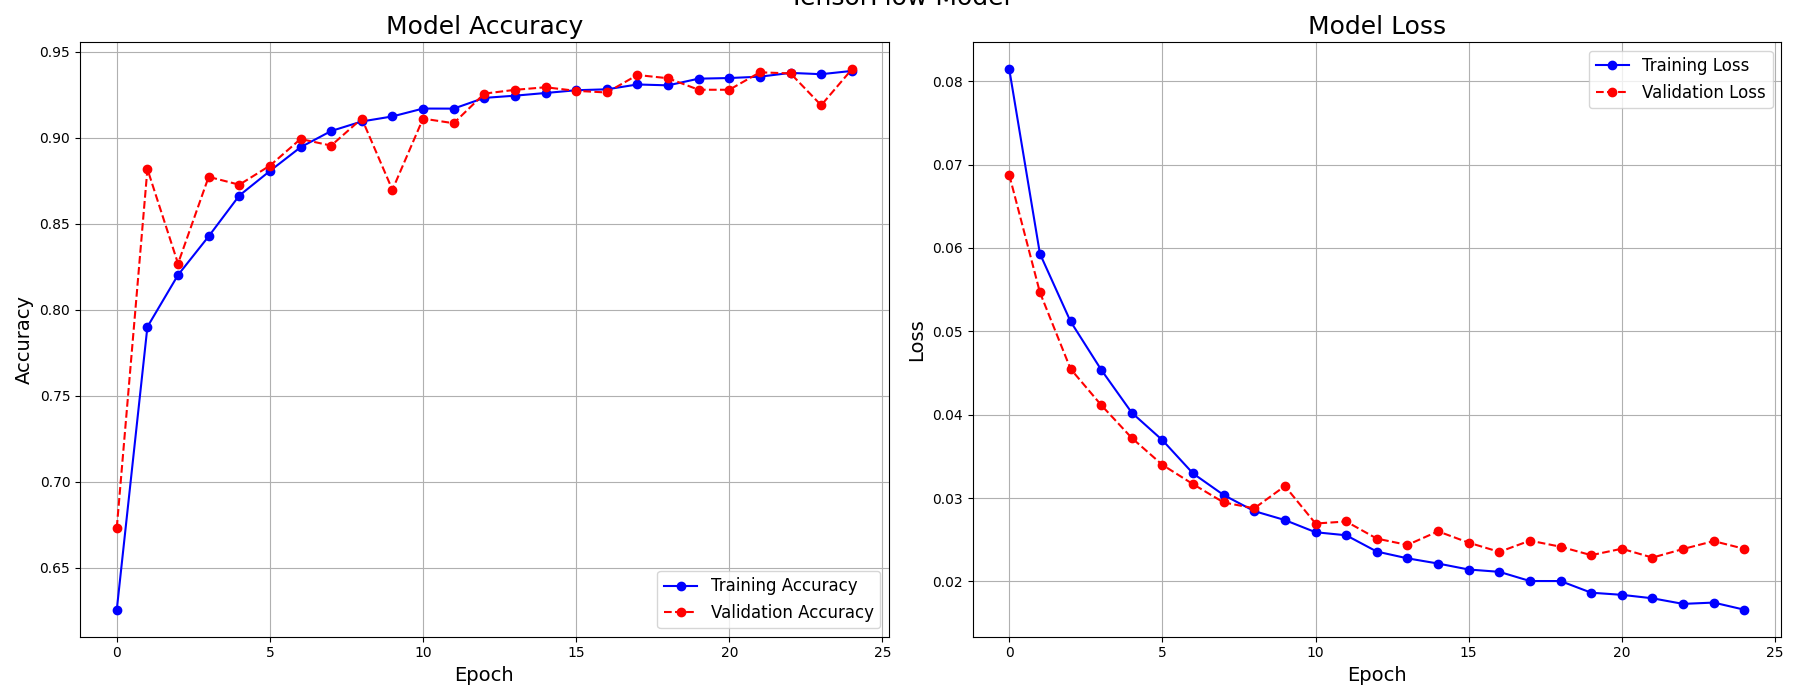 TensorFlow Model
Model Accuracy
0.95
0.90
0.85
0.80
0.75
0.70
0.65
Accuracy
0
5
10
15
20
25
Epoch
Training Accuracy
Validation Accuracy
Model Loss
0.08
0.07
0.06
0.05
0.04
0.03
0.02
Loss
0
5
10
15
20
25
Epoch
Training Loss
Validation Loss